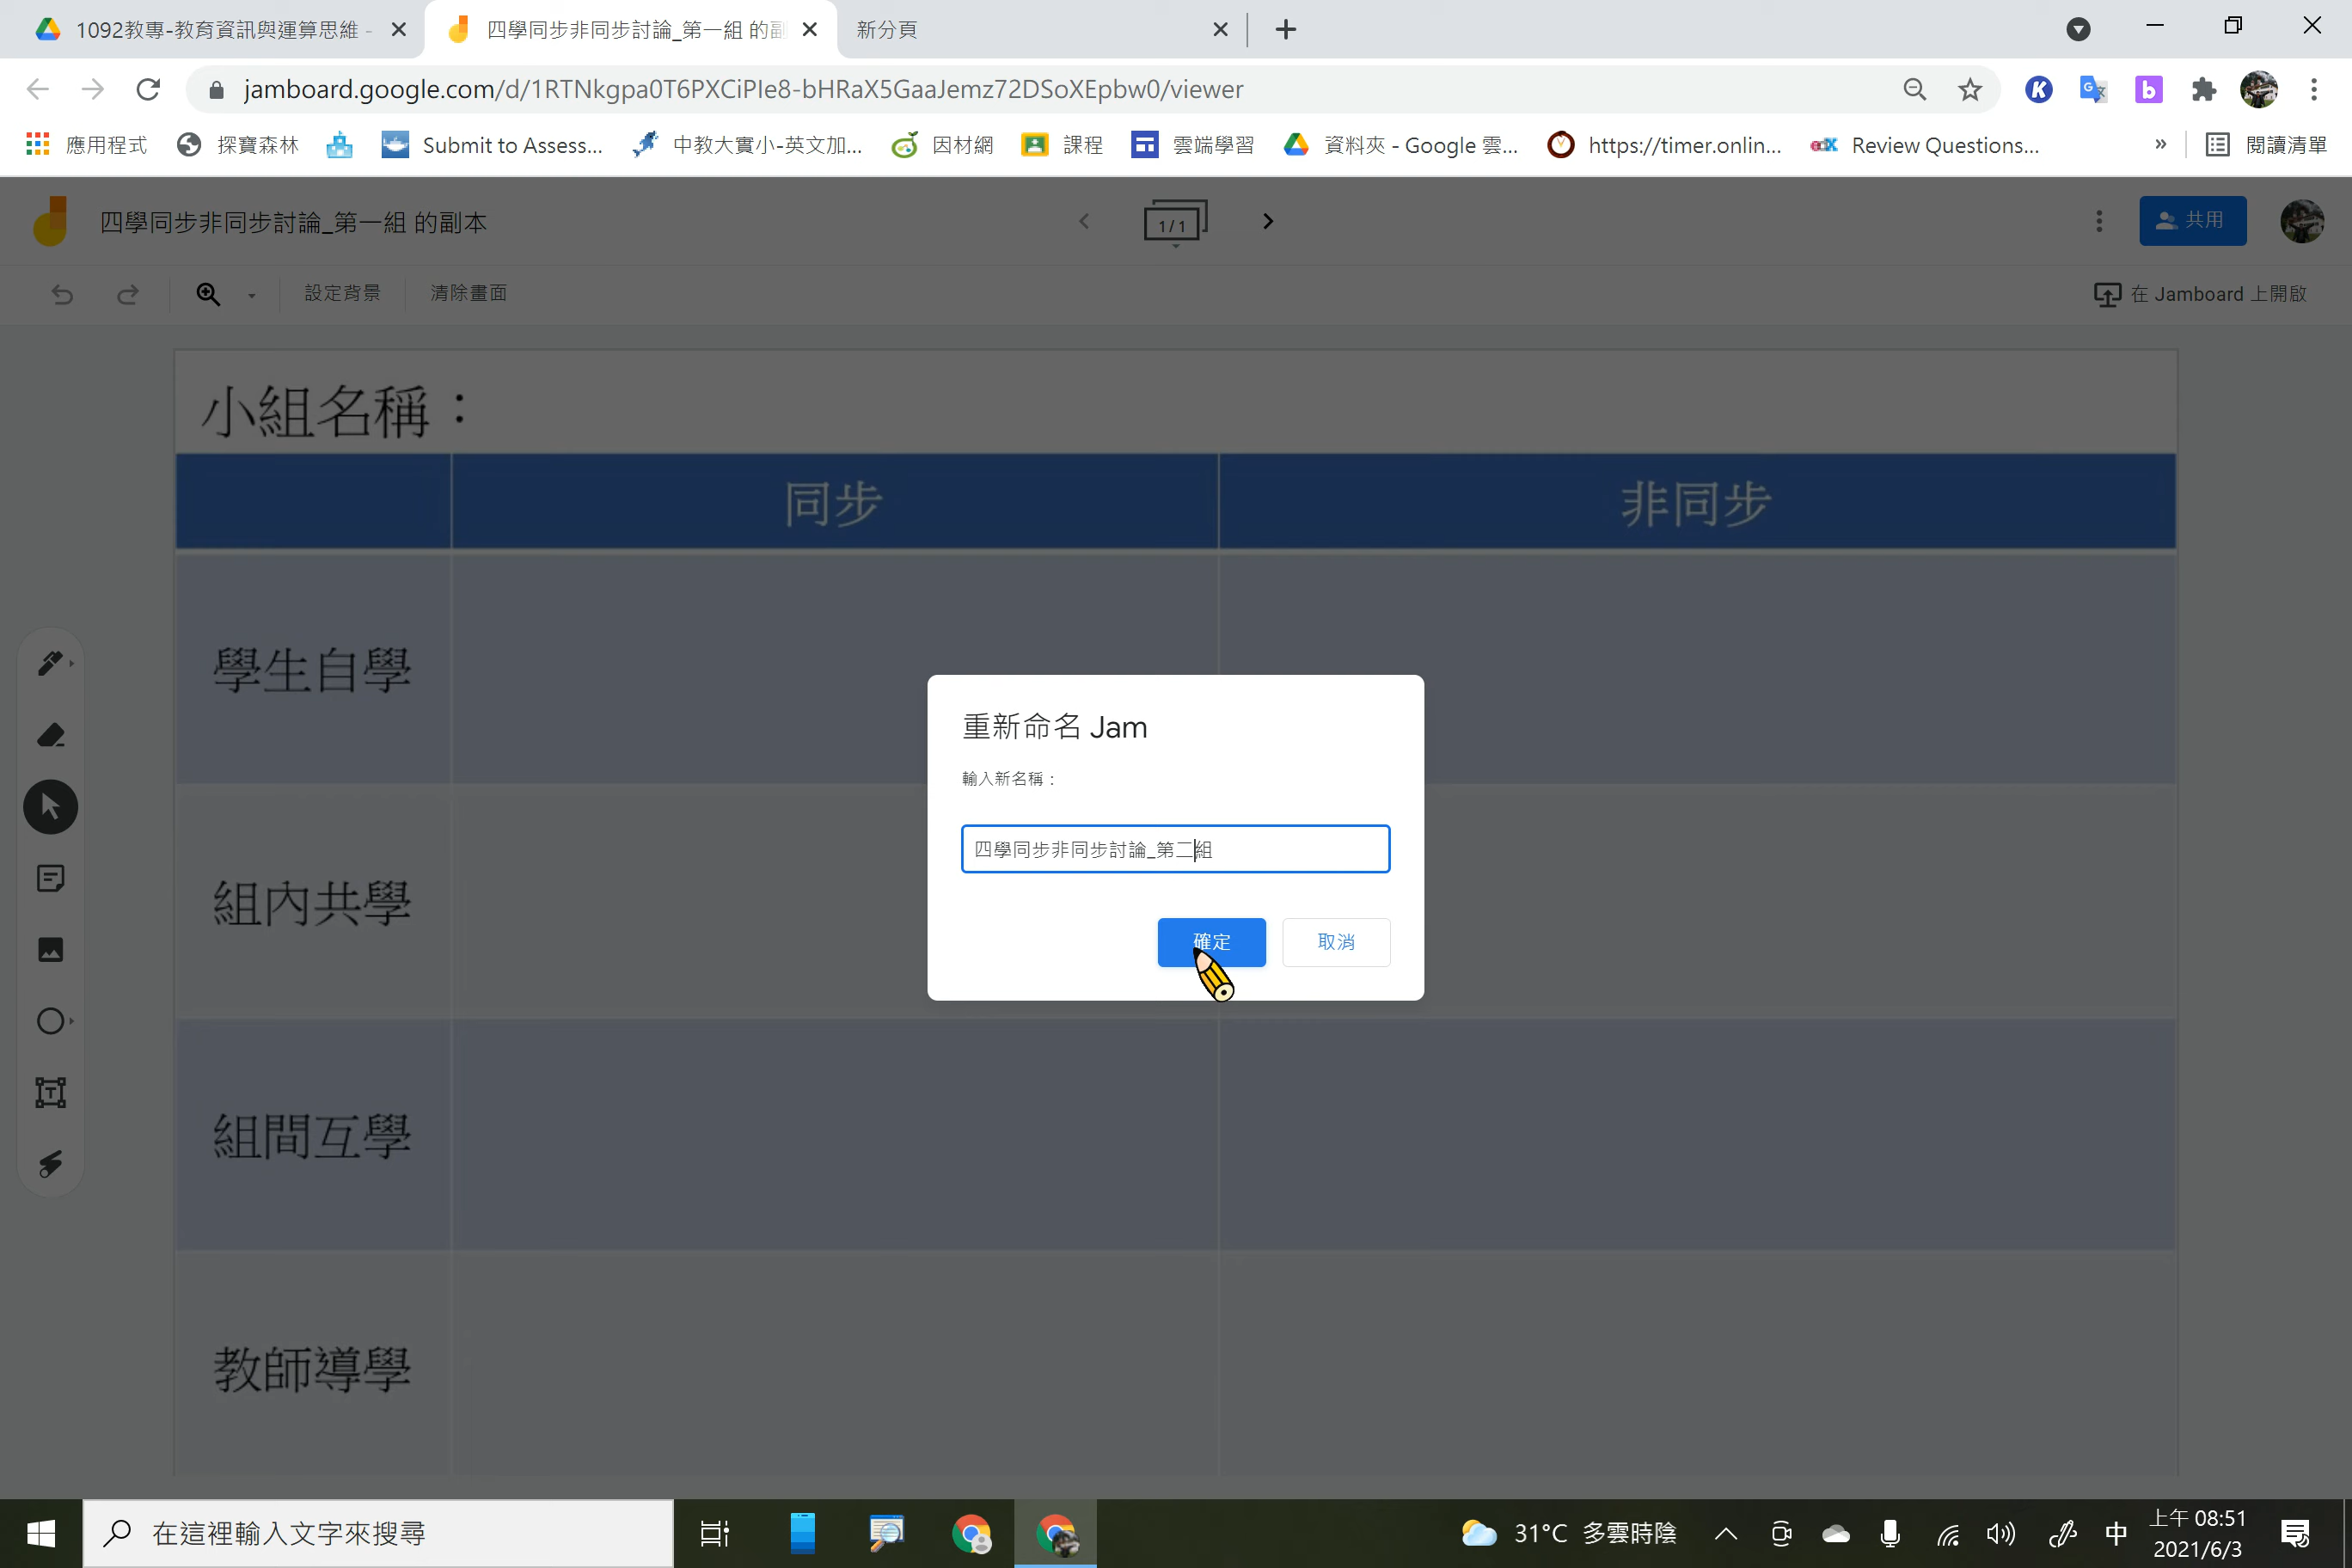 1092教專-教育資訊與運算思維 -
四學同步非同步討論_第一組 的副
新分頁
jamboard.google.com/d/1RTNkgpa0T6PXCiPIe8-bHRaX5GaaJemz72DSoXEpbw0/viewer
應用程式
探寶森林
Submit to Assess...
中教大實小-英文加...
因材網
課程
雲端學習
資料夾 - Google 雲...
https://timer.onlin...
edX
Review Questions...
»
閱讀清單
四學同步非同步討論_第一組 的副本
1 / 1
共用
設定背景
清除畫面
在 Jamboard 上開啟
小組名稱：
同步
非同步
學生自學
組內共學
組間互學
教師導學
重新命名 Jam
輸入新名稱：
四學同步非同步討論_第二組
確定
取消
在這裡輸入文字來搜尋
31°C 多雲時陰
中
上午 08:51
2021/6/3